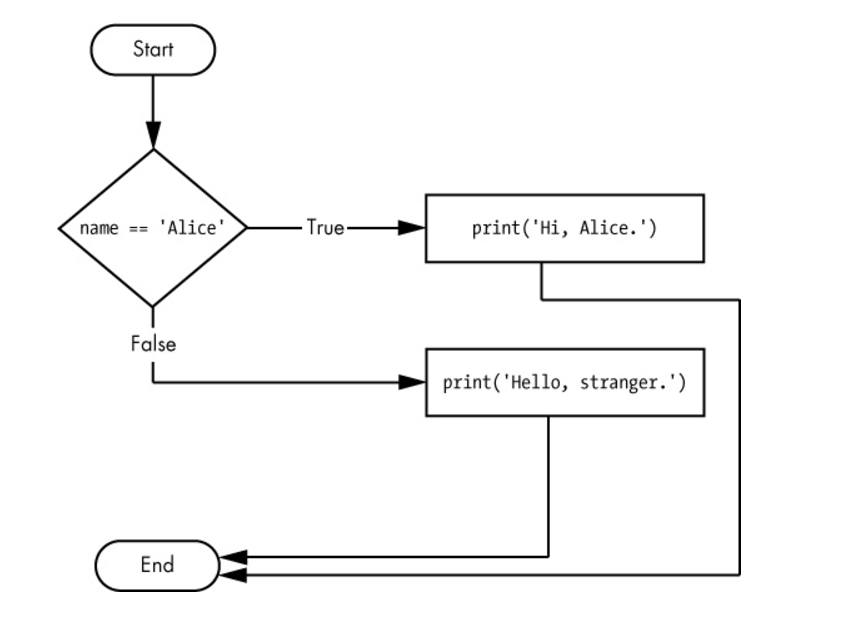 Start
name == 'Alice'
True
print('Hi, Alice.')
False
print('Hello, stranger.')
End